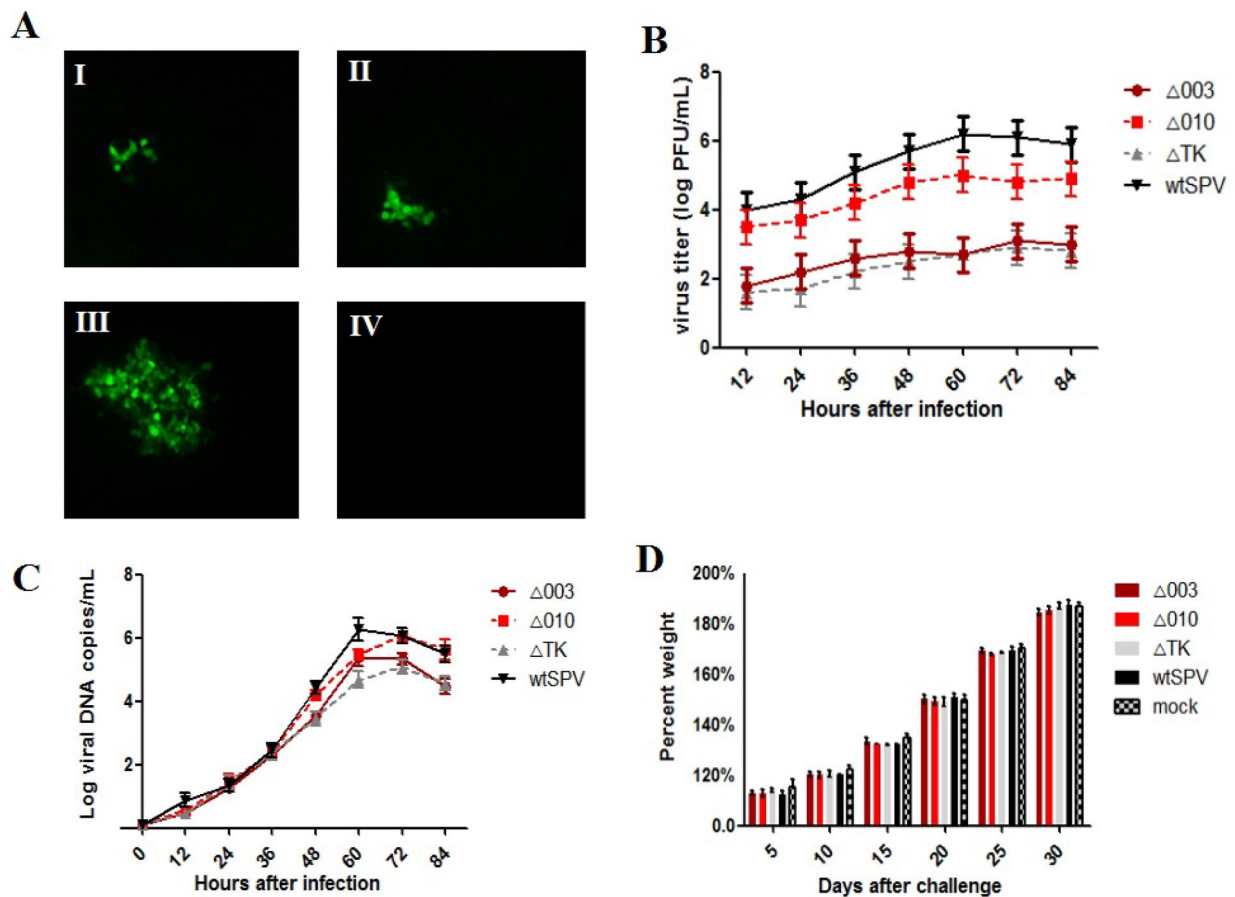 A
I
II
III
IV
B
virus titer (log PFU/mL)
8
6
4
2
0
12 24 36 48 60 72 84
Hours after infection
△003
△010
△TK
wtSPV
C
Log viral DNA copies/mL
8
6
4
2
0 12 24 36 48 60 72 84
Hours after infection
△003
△010
△TK
wtSPV
D
Percent weight
200%
180%
160%
140%
120%
0.0
5 10 15 20 25 30
Days after challenge
△003
△010
△TK
wtSPV
mock